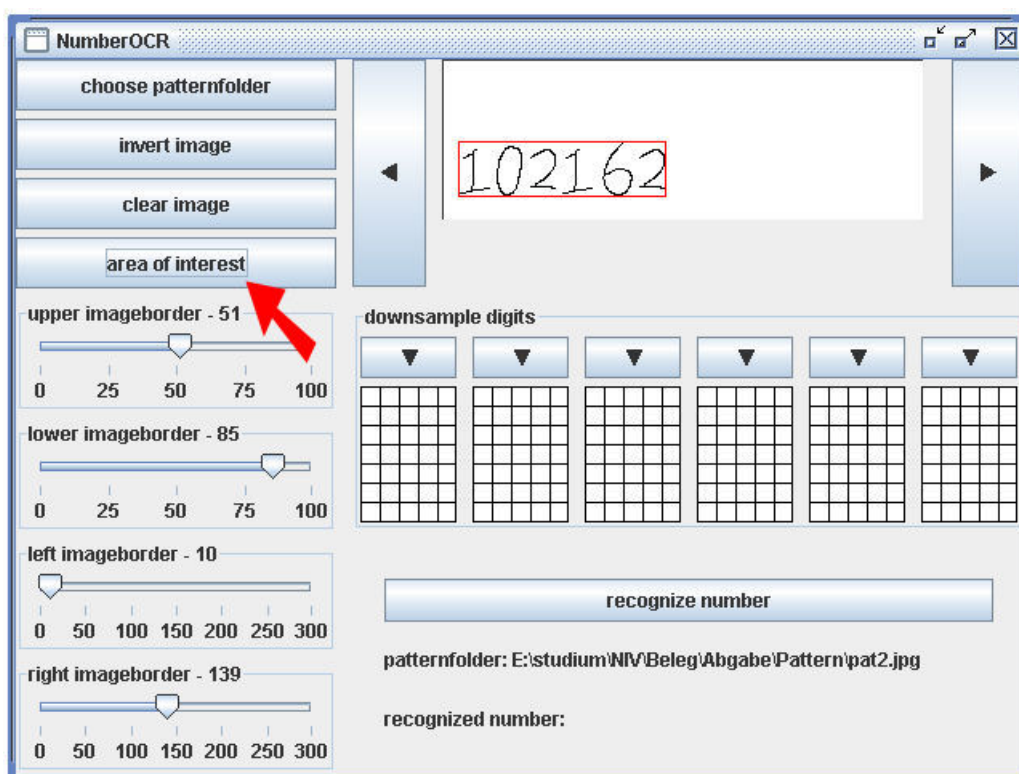 NumberOCR
choose patternfolder
invert image
clear image
area of interest
102162
upper imageborder - 51
0 25 50 75 100
lower imageborder - 85
0 25 50 75 100
left imageborder - 10
0 50 100 150 200 250 300
right imageborder - 139
0 50 100 150 200 250 300
downsample digits
recognize number
patternfolder: E:\studium\NIV\Beleg\Abgabe\Pattern\pat2.jpg
recognized number: